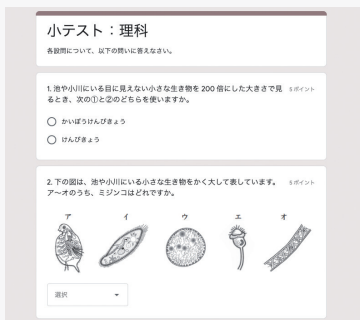 小テスト：理科
各設問について、以下の問いに答えなさい。
1. 池や小川にいる目に見えない小さな生き物を 200 倍にした大きさで見 5 ポイント
るとき、次の①と②のどちらを使いますか。
かいぼうけんびきょう
けんびきょう
2. 下の図は、池や小川にいる小さな生き物をかく大して表しています。 5 ポイント
ア〜オのうち、ミジンコはどれですか。
ア イ ウ エ オ
選択